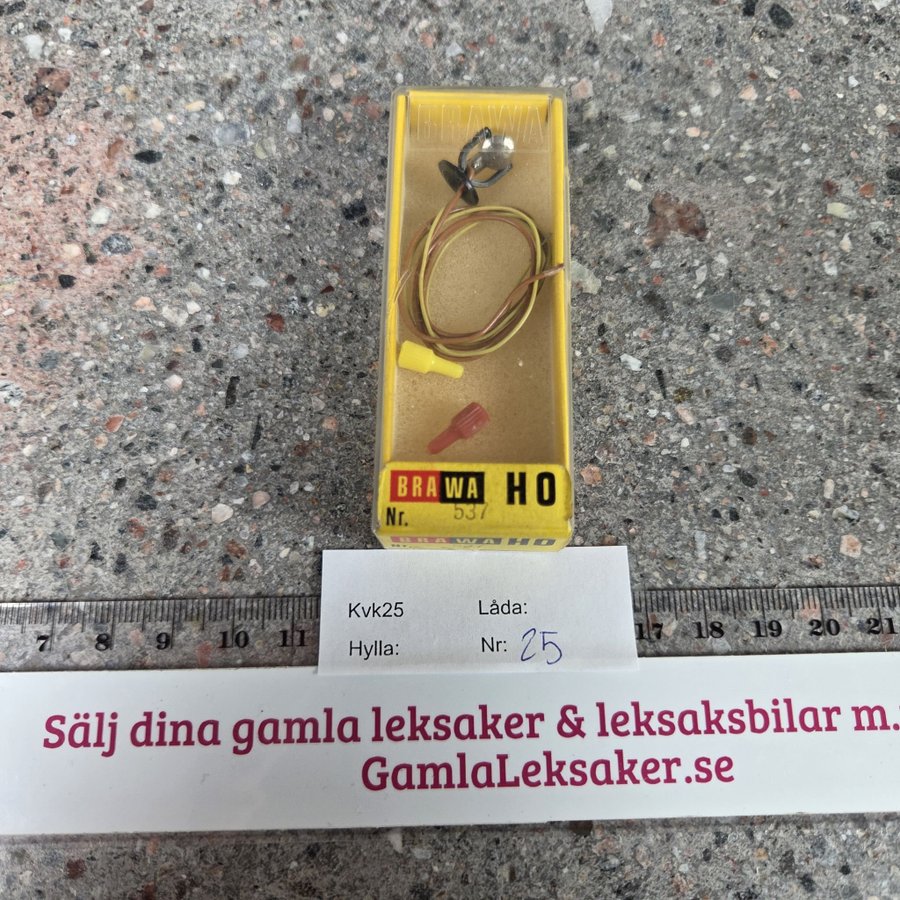 BRAWA
BRAWA HO
Nr. 537
BRAWA HO
Kvk25 Låda:
Hylla: Nr: 25
7 8 9 10 11 17 18 19 20 21
Sälj dina gamla leksaker & leksaksbilar m.
GamlaLeksaker.se